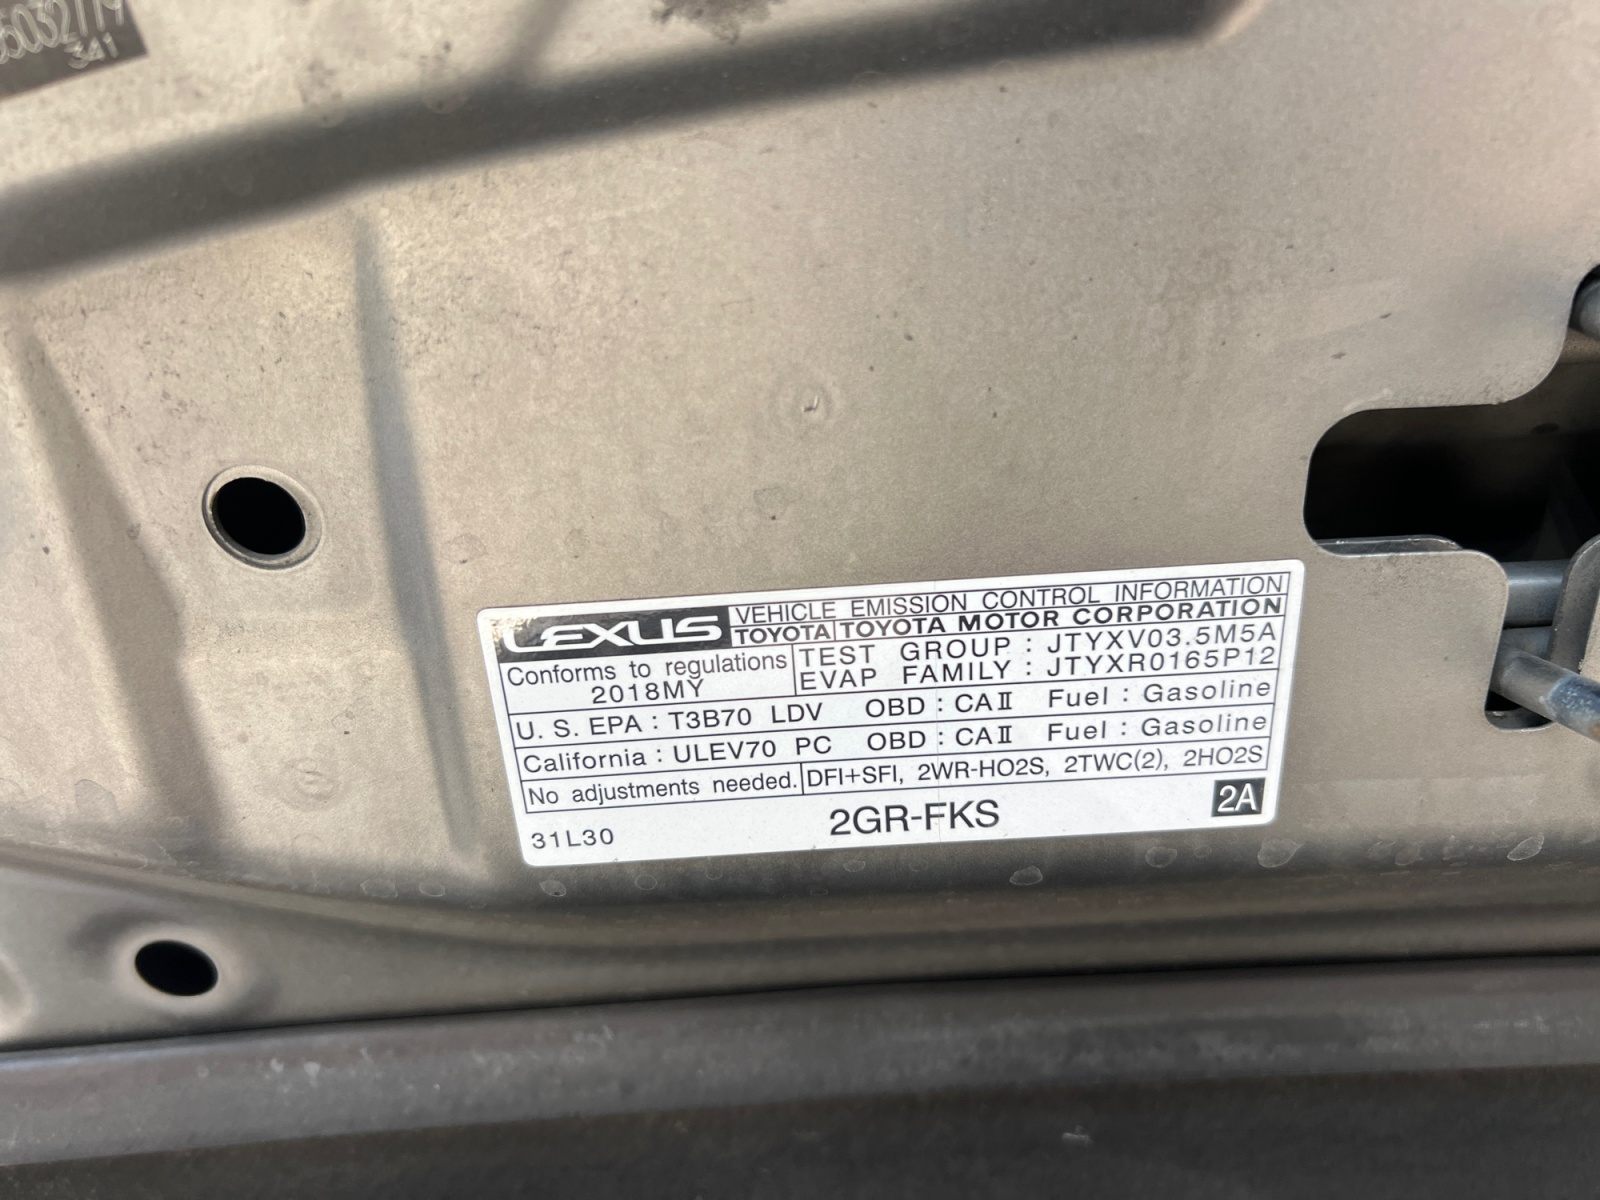 341
LEXUS
VEHICLE EMISSION CONTROL INFORMATION
TOYOTA TOYOTA MOTOR CORPORATION
Conforms to regulations
2018MY
TEST GROUP : JTYXV03.5M5A
EVAP FAMILY : JTYXR0165P12
U. S. EPA : T3B70 LDV OBD : CAⅡ Fuel : Gasoline
California : ULEV70 PC OBD : CAⅡ Fuel : Gasoline
No adjustments needed. DFI+SFI, 2WR-HO2S, 2TWC(2), 2HO2S
31L30
2GR-FKS
2A